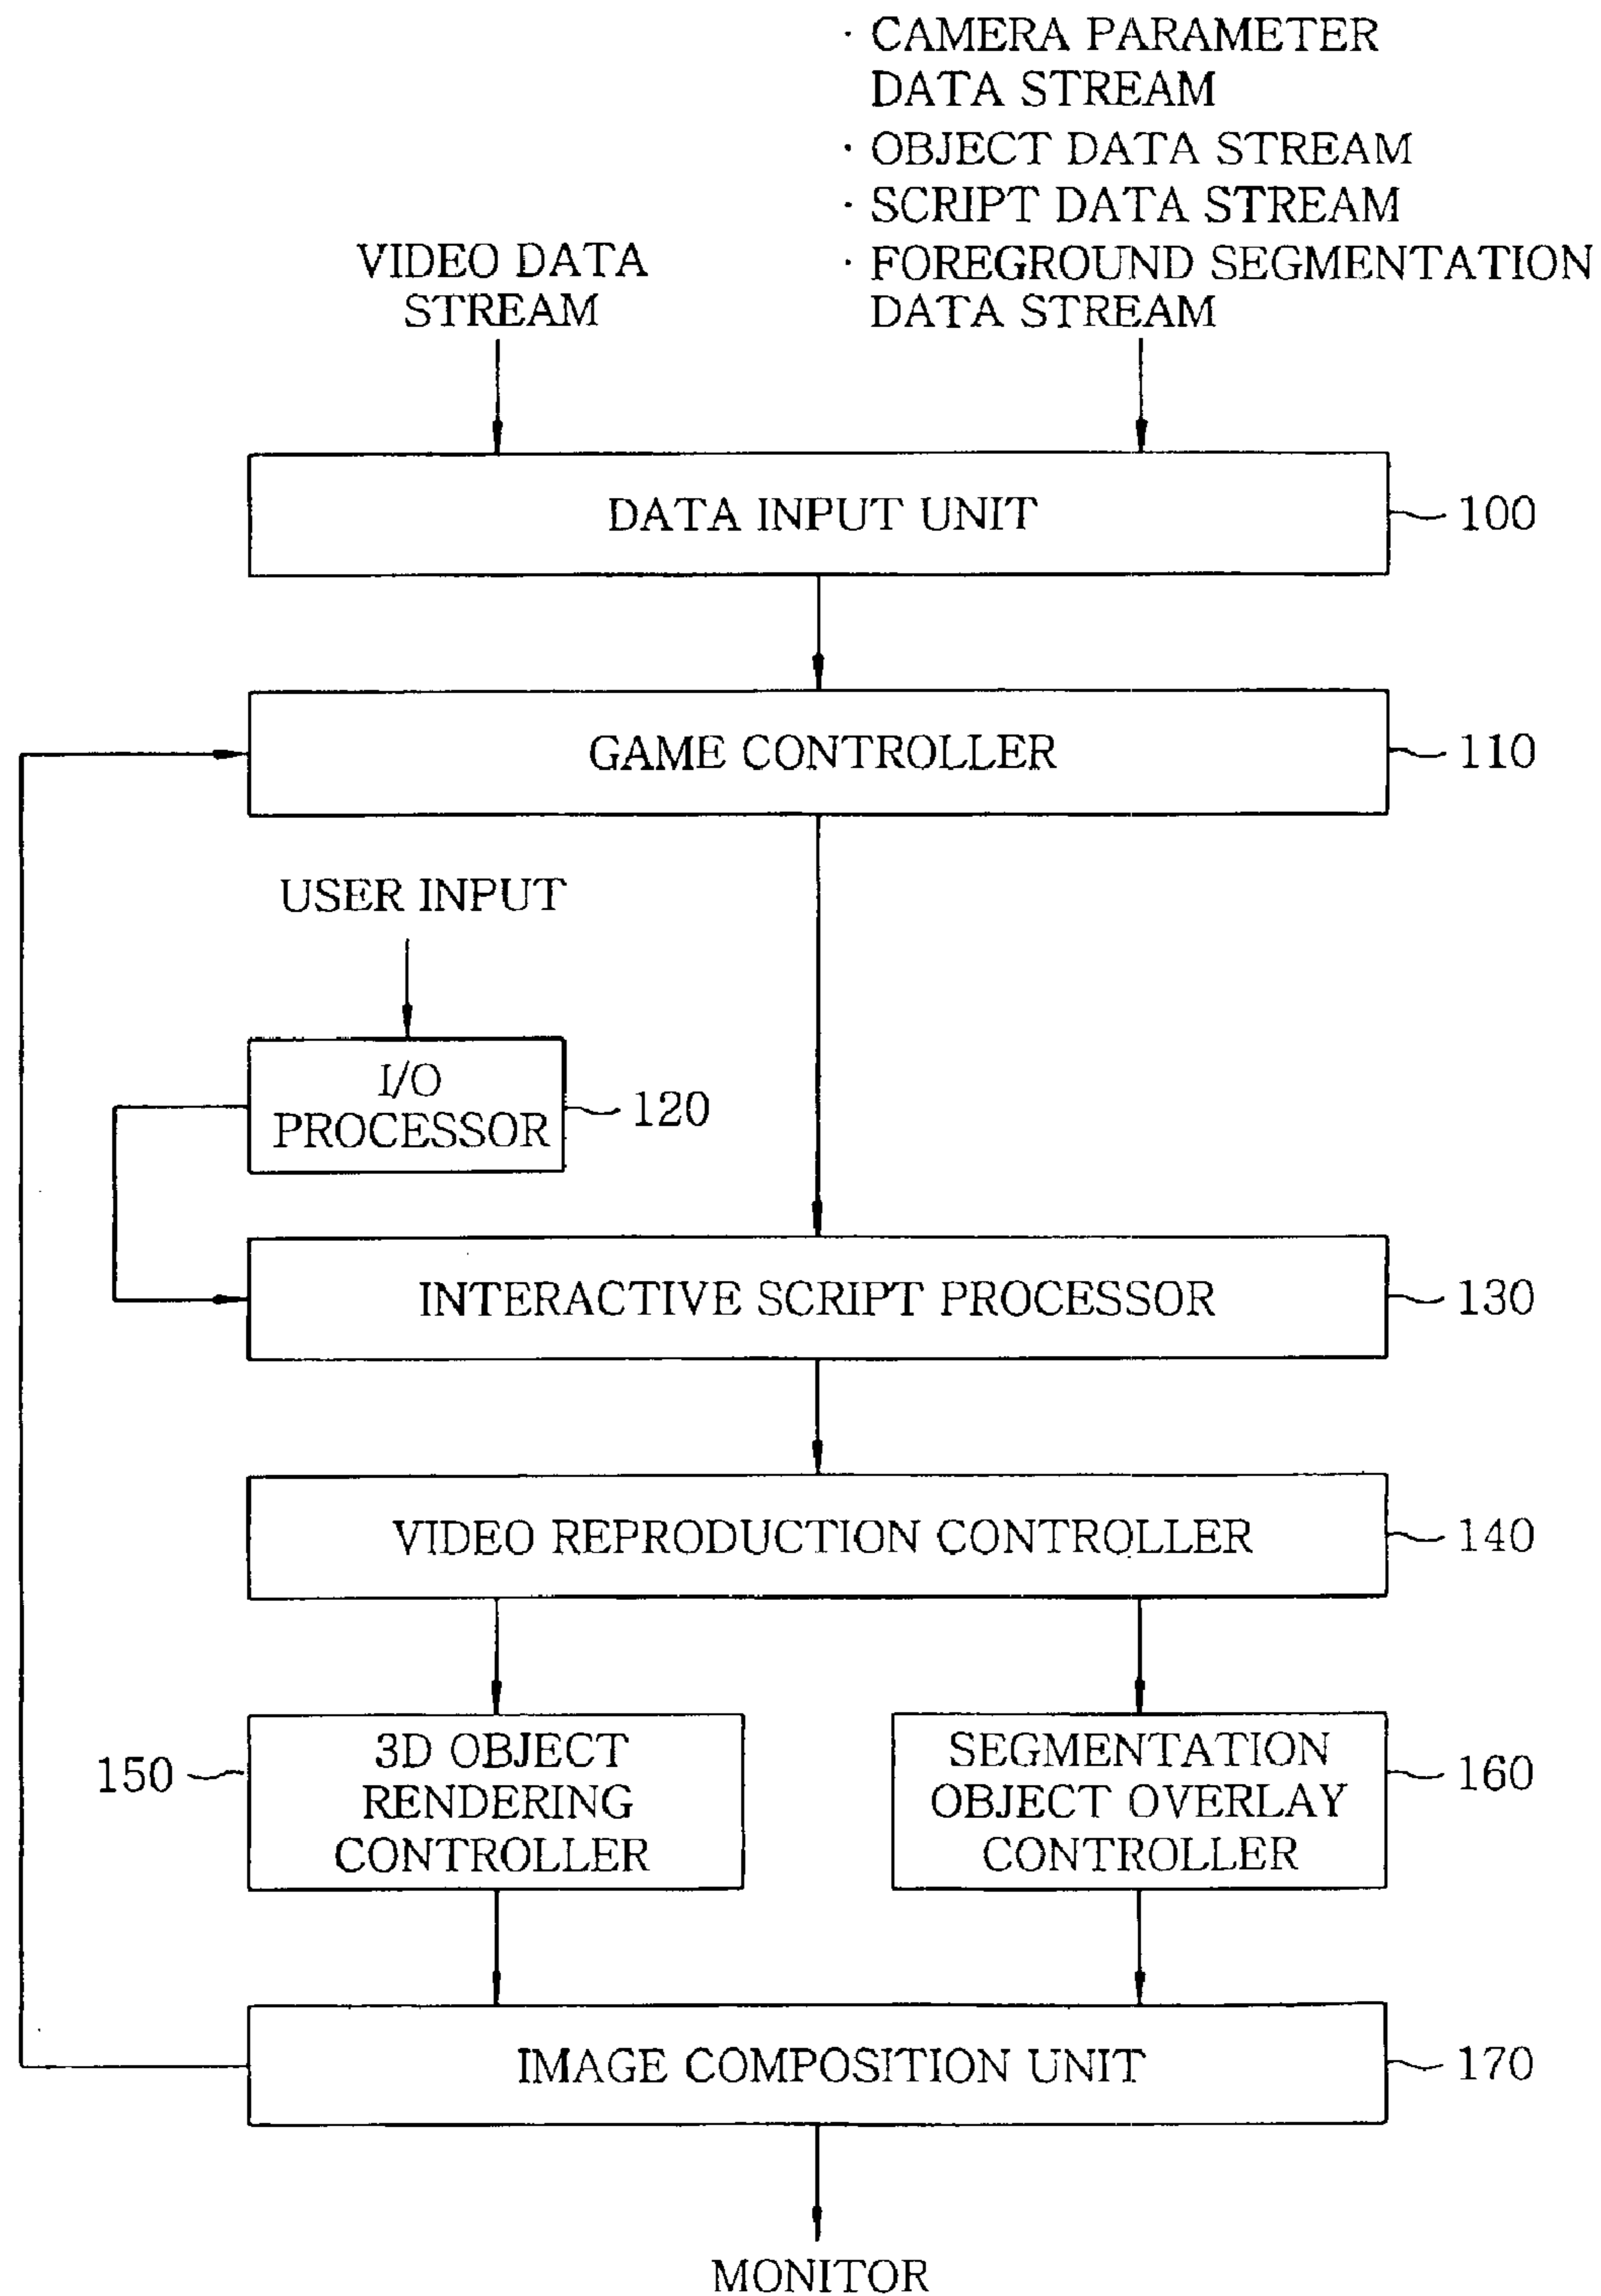 · CAMERA PARAMETER
DATA STREAM
· OBJECT DATA STREAM
· SCRIPT DATA STREAM
· FOREGROUND SEGMENTATION
DATA STREAM
VIDEO DATA
STREAM
DATA INPUT UNIT
100
GAME CONTROLLER
110
USER INPUT
I/O
PROCESSOR
120
INTERACTIVE SCRIPT PROCESSOR
130
VIDEO REPRODUCTION CONTROLLER
140
3D OBJECT
RENDERING
CONTROLLER
150
SEGMENTATION
OBJECT OVERLAY
CONTROLLER
160
IMAGE COMPOSITION UNIT
170
MONITOR